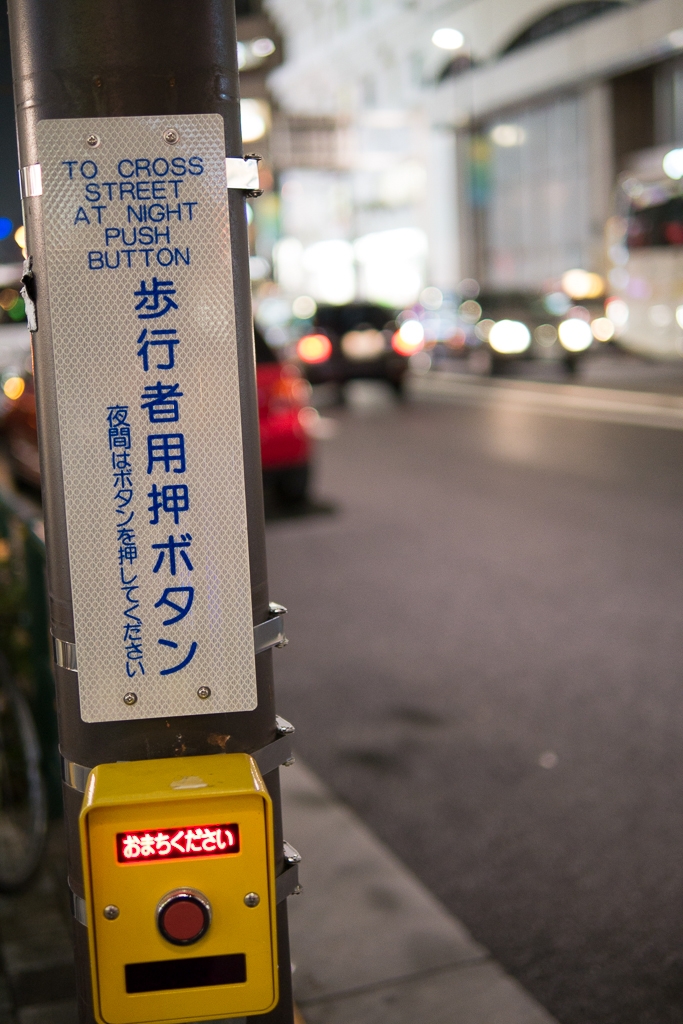 TO CROSS
STREET
AT NIGHT
PUSH
BUTTON
歩行者用押ボタン
夜間はボタンを押してください
おまちください